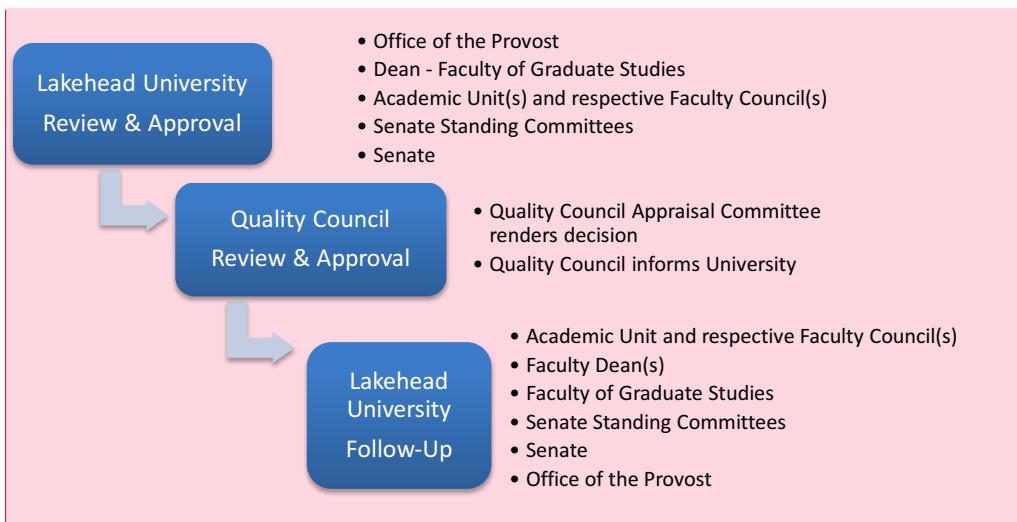 Lakehead University
Review & Approval
• Office of the Provost
• Dean - Faculty of Graduate Studies
• Academic Unit(s) and respective Faculty Council(s)
• Senate Standing Committees
• Senate
Quality Council
Review & Approval
• Quality Council Appraisal Committee
renders decision
• Quality Council informs University
Lakehead
University
Follow-Up
• Academic Unit and respective Faculty Council(s)
• Faculty Dean(s)
• Faculty of Graduate Studies
• Senate Standing Committees
• Senate
• Office of the Provost